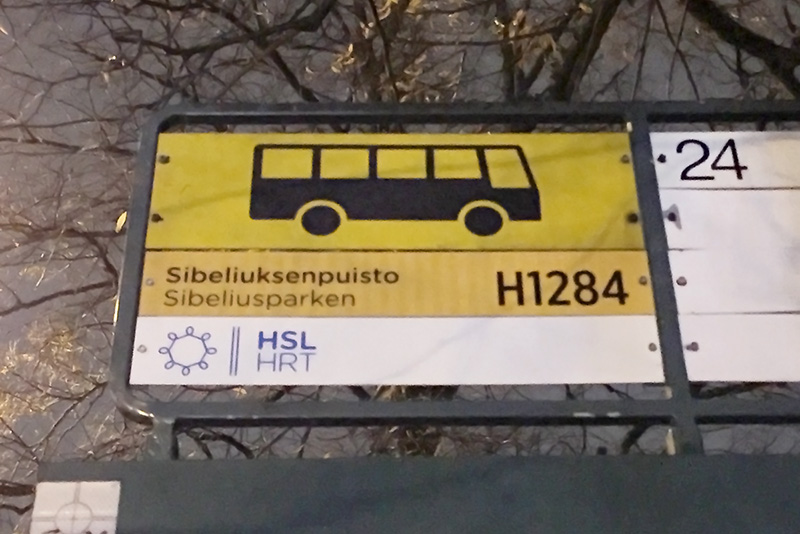 Sibeliuksenpuisto
Sibeliusparken
H1284
HSL
HRT
24